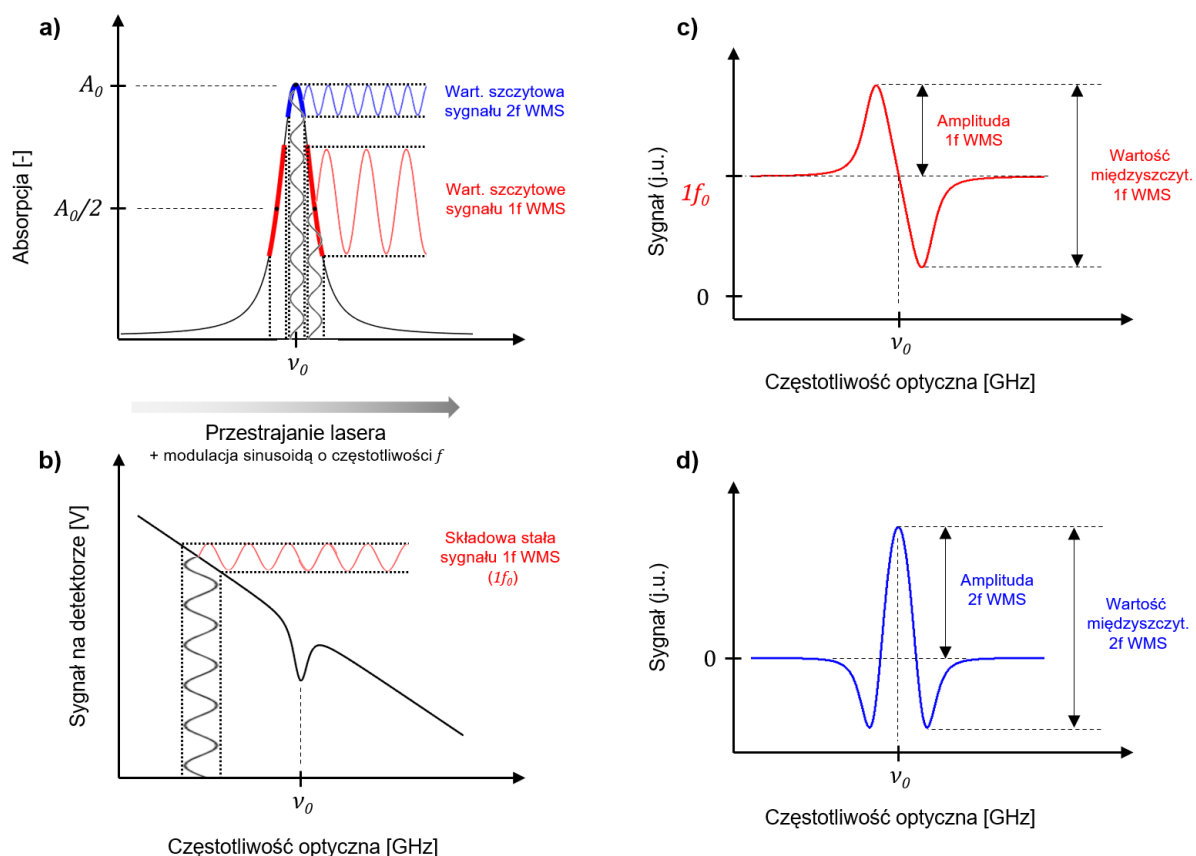 a)
Absorpcja [-]
A₀
A₀/2
Wart. szczytowa
sygnału 2f WMS
Wart. szczytowe
sygnału 1f WMS
ν₀
Przestrajanie lasera
+ modulacja sinusoidą o częstotliwości f
b)
Sygnał na detektorze [V]
Składowa stała
sygnału 1f WMS
(1f₀)
ν₀
Częstotliwość optyczna [GHz]
c)
Sygnał (j.u.)
1f₀
0
Amplituda
1f WMS
Wartość
międzyszczyt.
1f WMS
ν₀
Częstotliwość optyczna [GHz]
d)
Sygnał (j.u.)
0
Amplituda
2f WMS
Wartość
międzyszczyt.
2f WMS
ν₀
Częstotliwość optyczna [GHz]